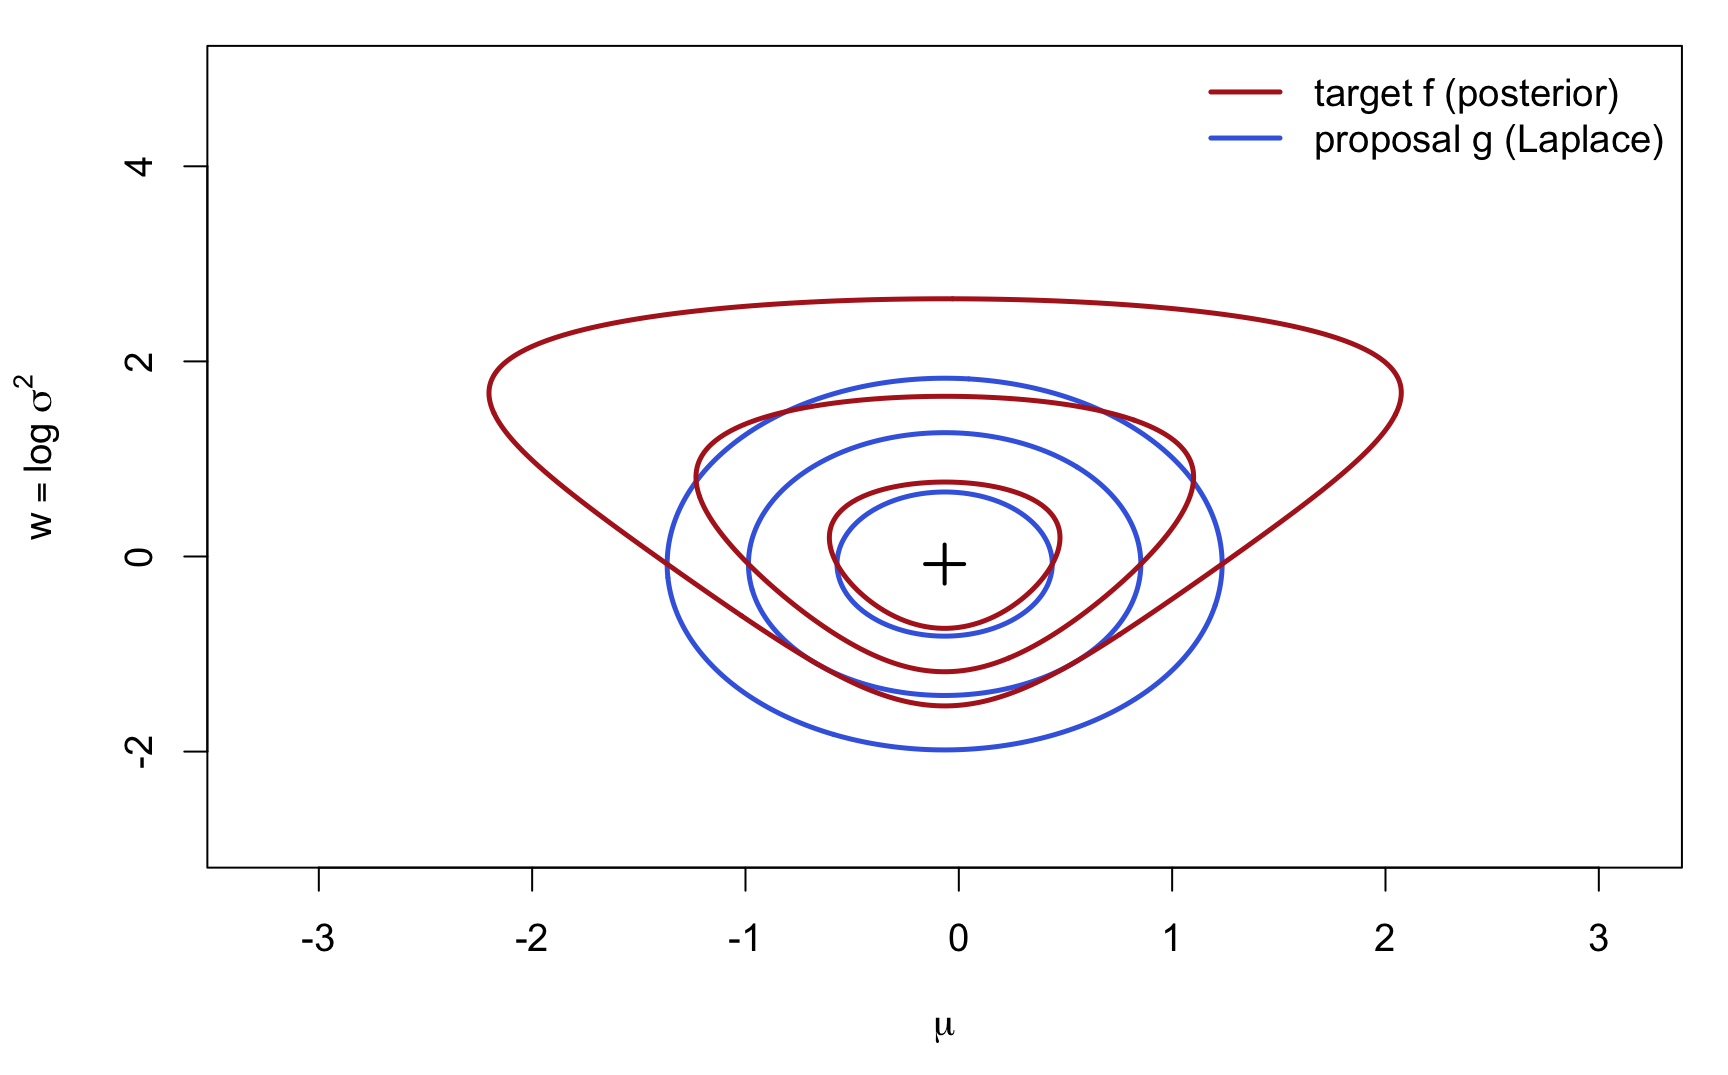 target f (posterior)
proposal g (Laplace)
w = log σ²
4
2
0
-2
-3 -2 -1 0 1 2 3
μ